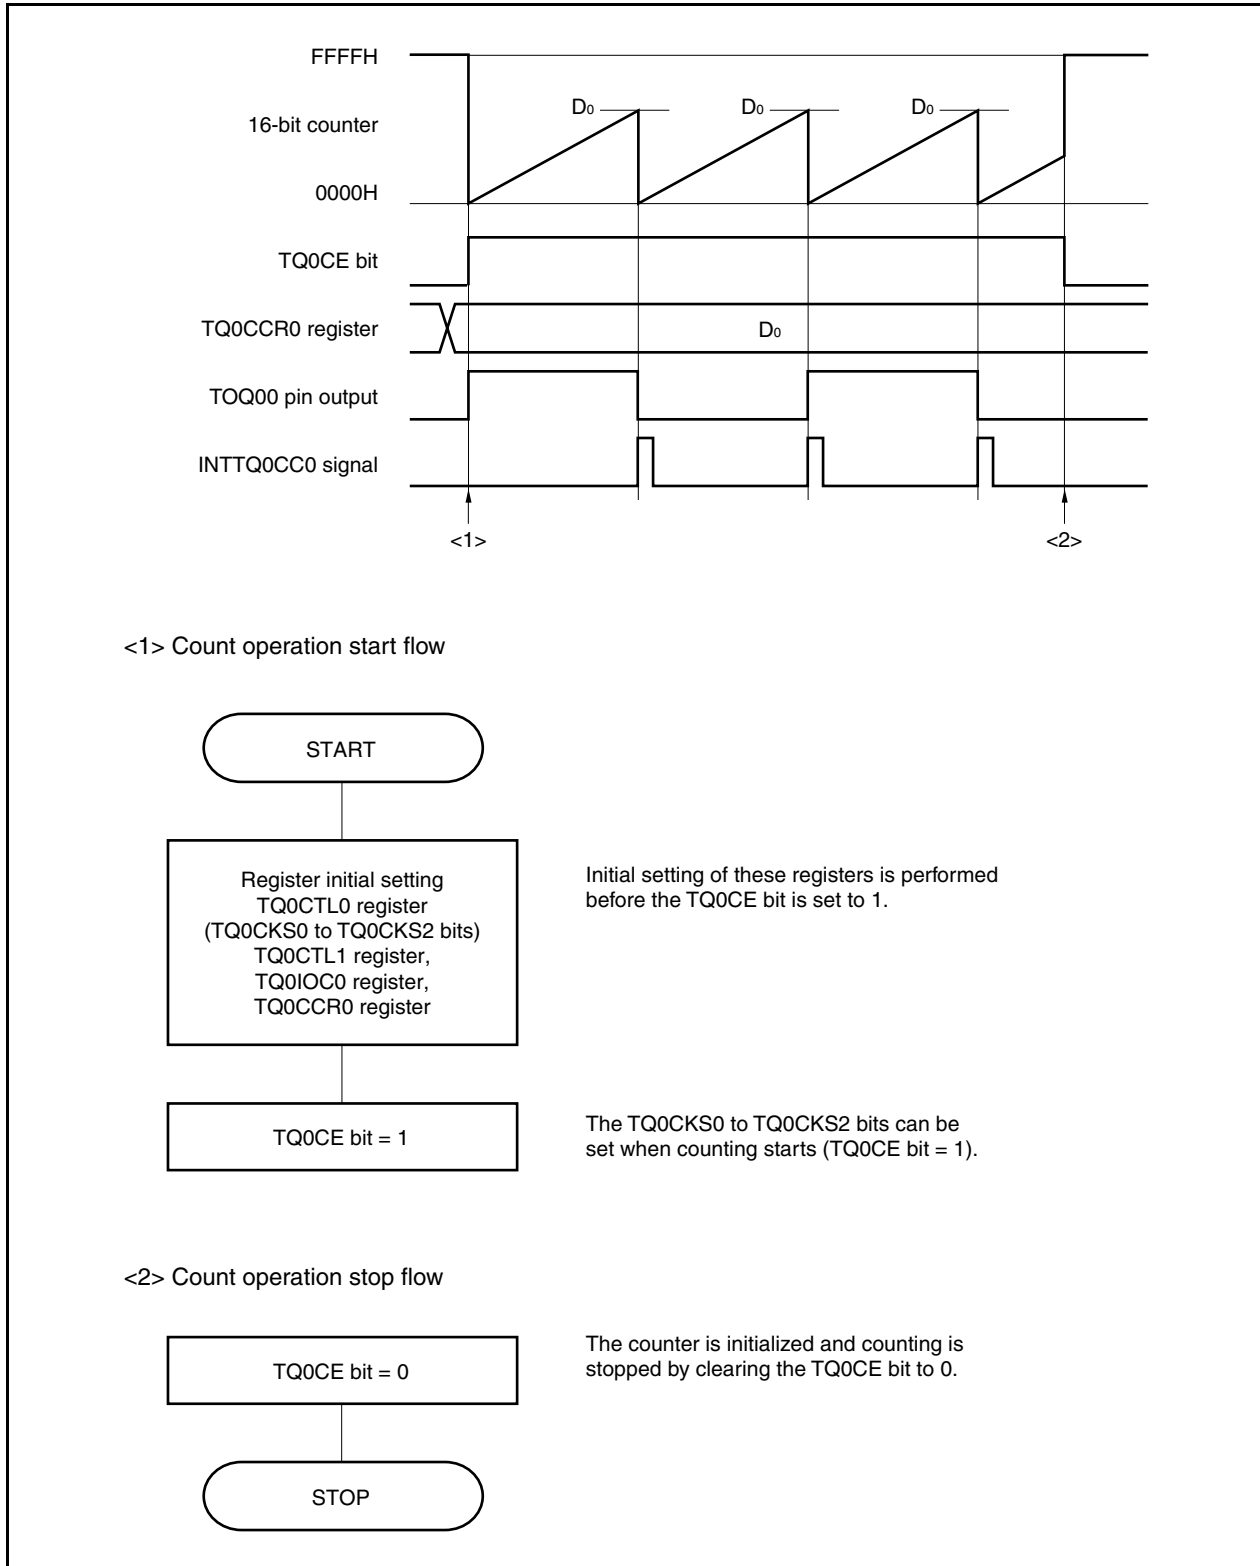 FFFFH
D0 D0 D0
16-bit counter
0000H
TQ0CE bit
TQ0CCR0 register
D0
TOQ00 pin output
INTTQ0CC0 signal
<1> <2>
<1> Count operation start flow
START
Register initial setting
TQ0CTL0 register
(TQ0CKS0 to TQ0CKS2 bits)
TQ0CTL1 register,
TQ0IOC0 register,
TQ0CCR0 register
Initial setting of these registers is performed
before the TQ0CE bit is set to 1.
TQ0CE bit = 1
The TQ0CKS0 to TQ0CKS2 bits can be
set when counting starts (TQ0CE bit = 1).
<2> Count operation stop flow
TQ0CE bit = 0
The counter is initialized and counting is
stopped by clearing the TQ0CE bit to 0.
STOP